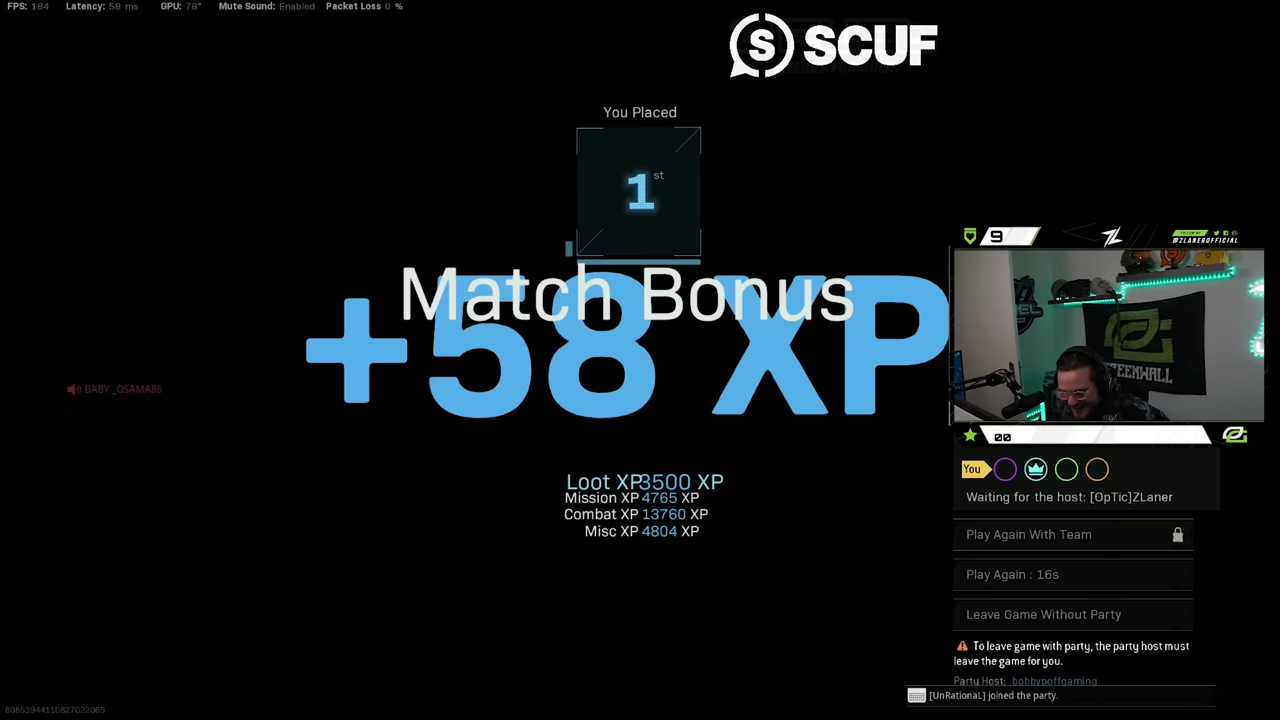 FPS: 184 Latency: 58 ms GPU: 78° Mute Sound: Enabled Packet Loss 0 %
S SCUF
You Placed
1st
Match Bonus
+58 XP
BABY_OSAMA86
Loot XP 3500 XP
Mission XP 4765 XP
Combat XP 13760 XP
Misc XP 4804 XP
9
@ZLANEROFFICIAL
GREENWALL
00
You
Waiting for the host: [OpTic]ZLaner
Play Again With Team
Play Again : 16s
Leave Game Without Party
To leave game with party, the party host must
leave the game for you.
Party Host: bobbypoffgaming
[UnRationaL] joined the party.
80853944110827022065